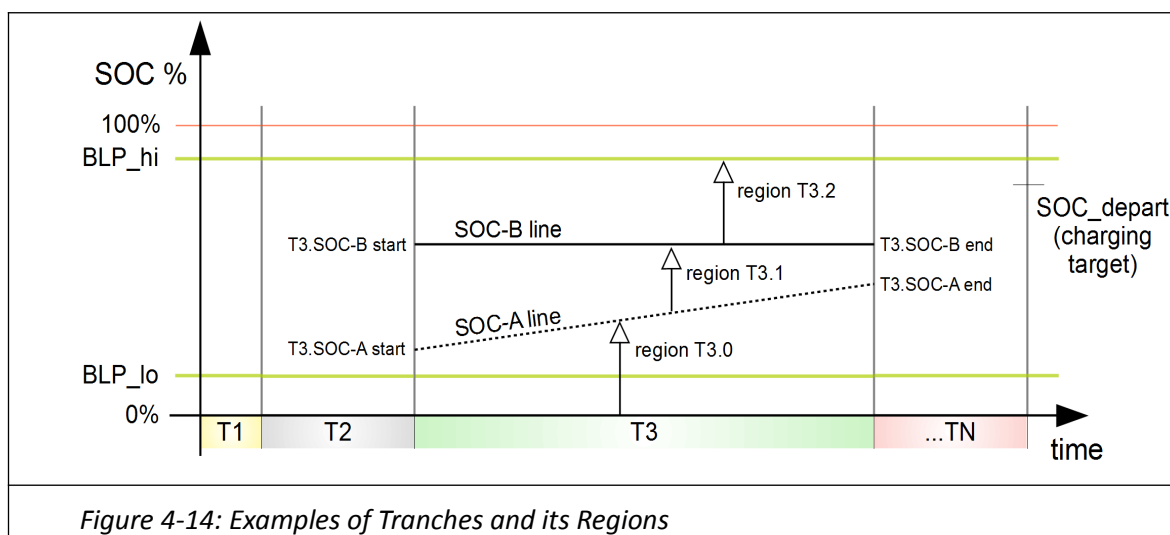 SOC %
100%
BLP_hi
region T3.2
SOC_depart
(charging
target)
T3.SOC-B start
SOC-B line
T3.SOC-B end
region T3.1
T3.SOC-A end
SOC-A line
T3.SOC-A start
region T3.0
BLP_lo
0%
T1
T2
T3
...TN
time
Figure 4-14: Examples of Tranches and its Regions